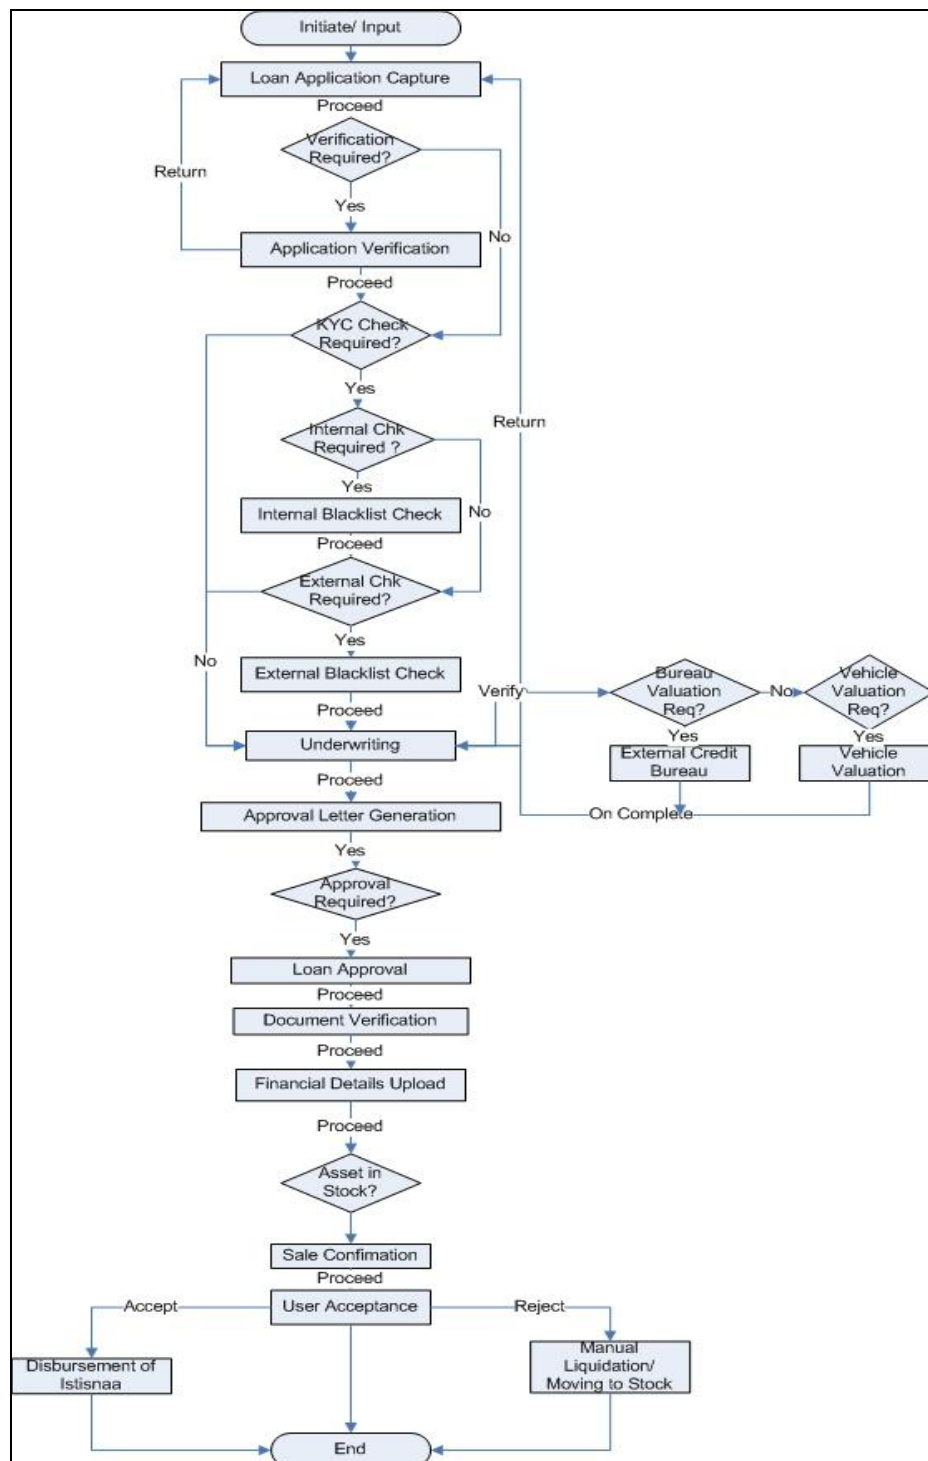 Initiate/ Input
Loan Application Capture
Proceed
Verification
Required?
Return
Yes
No
Application Verification
Proceed
KYC Check
Required?
Yes
Internal Chk
Required ?
Return
Yes
Internal Blacklist Check
No
Proceed
External Chk
Required?
Yes
No
External Blacklist Check
Bureau
Valuation
Req?
Vehicle
Valuation
Req?
Verify
No
Proceed
Yes
Yes
Underwriting
External Credit
Bureau
Vehicle
Valuation
Proceed
Approval Letter Generation
On Complete
Yes
Approval
Required?
Yes
Loan Approval
Proceed
Document Verification
Proceed
Financial Details Upload
Proceed
Asset in
Stock?
Sale Confimation
Proceed
Accept
User Acceptance
Reject
Disbursement of
Istisnaa
Manual
Liquidation/
Moving to Stock
End